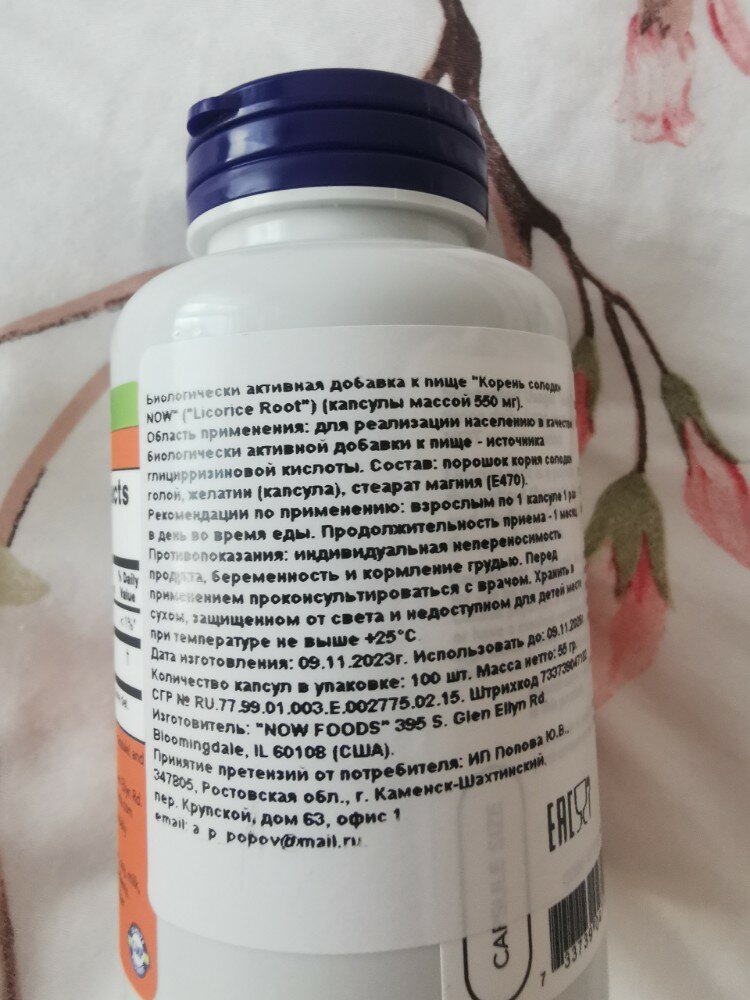 Биологически активная добавка к пище "Корень солодки
NOW" ("Licorice Root") (капсулы массой 550 мг).
Область применения: для реализации населению в качестве
биологически активной добавки к пище - источника
глицирризиновой кислоты. Состав: порошок корня солодки
голой, желатин (капсула), стеарат магния (Е470).
Рекомендации по применению: взрослым по 1 капсуле 1 раз
в день во время еды. Продолжительность приема - 1 месяц
Противопоказания: индивидуальная непереносимость
продукта, беременность и кормление грудью. Перед
применением проконсультироваться с врачом. Хранить в
сухом, защищенном от света и недоступном для детей месте
при температуре не выше +25°С
Дата изготовления: 09.11.2023г. Использовать до:
Количество капсул в упаковке: 100 шт. Масса нетто: 55 гр.
СГР № RU.77.99.01.003.Е.002775.02.15. Штрихкод
Изготовитель: "NOW FOODS" 395 S. Glen Ellyn Rd
Bloomingdale, IL 60108 (США).
Принятие претензий от потребителя: ИП Попова Ю.В.,
347805, Ростовская обл., г. Каменск-Шахтинский,
пер. Крупской, дом 63, офис 1
email: a_p_popov@mail.ru
cts
% Daily
Value
<1%*
†
EAC
CAPSULE SIZE